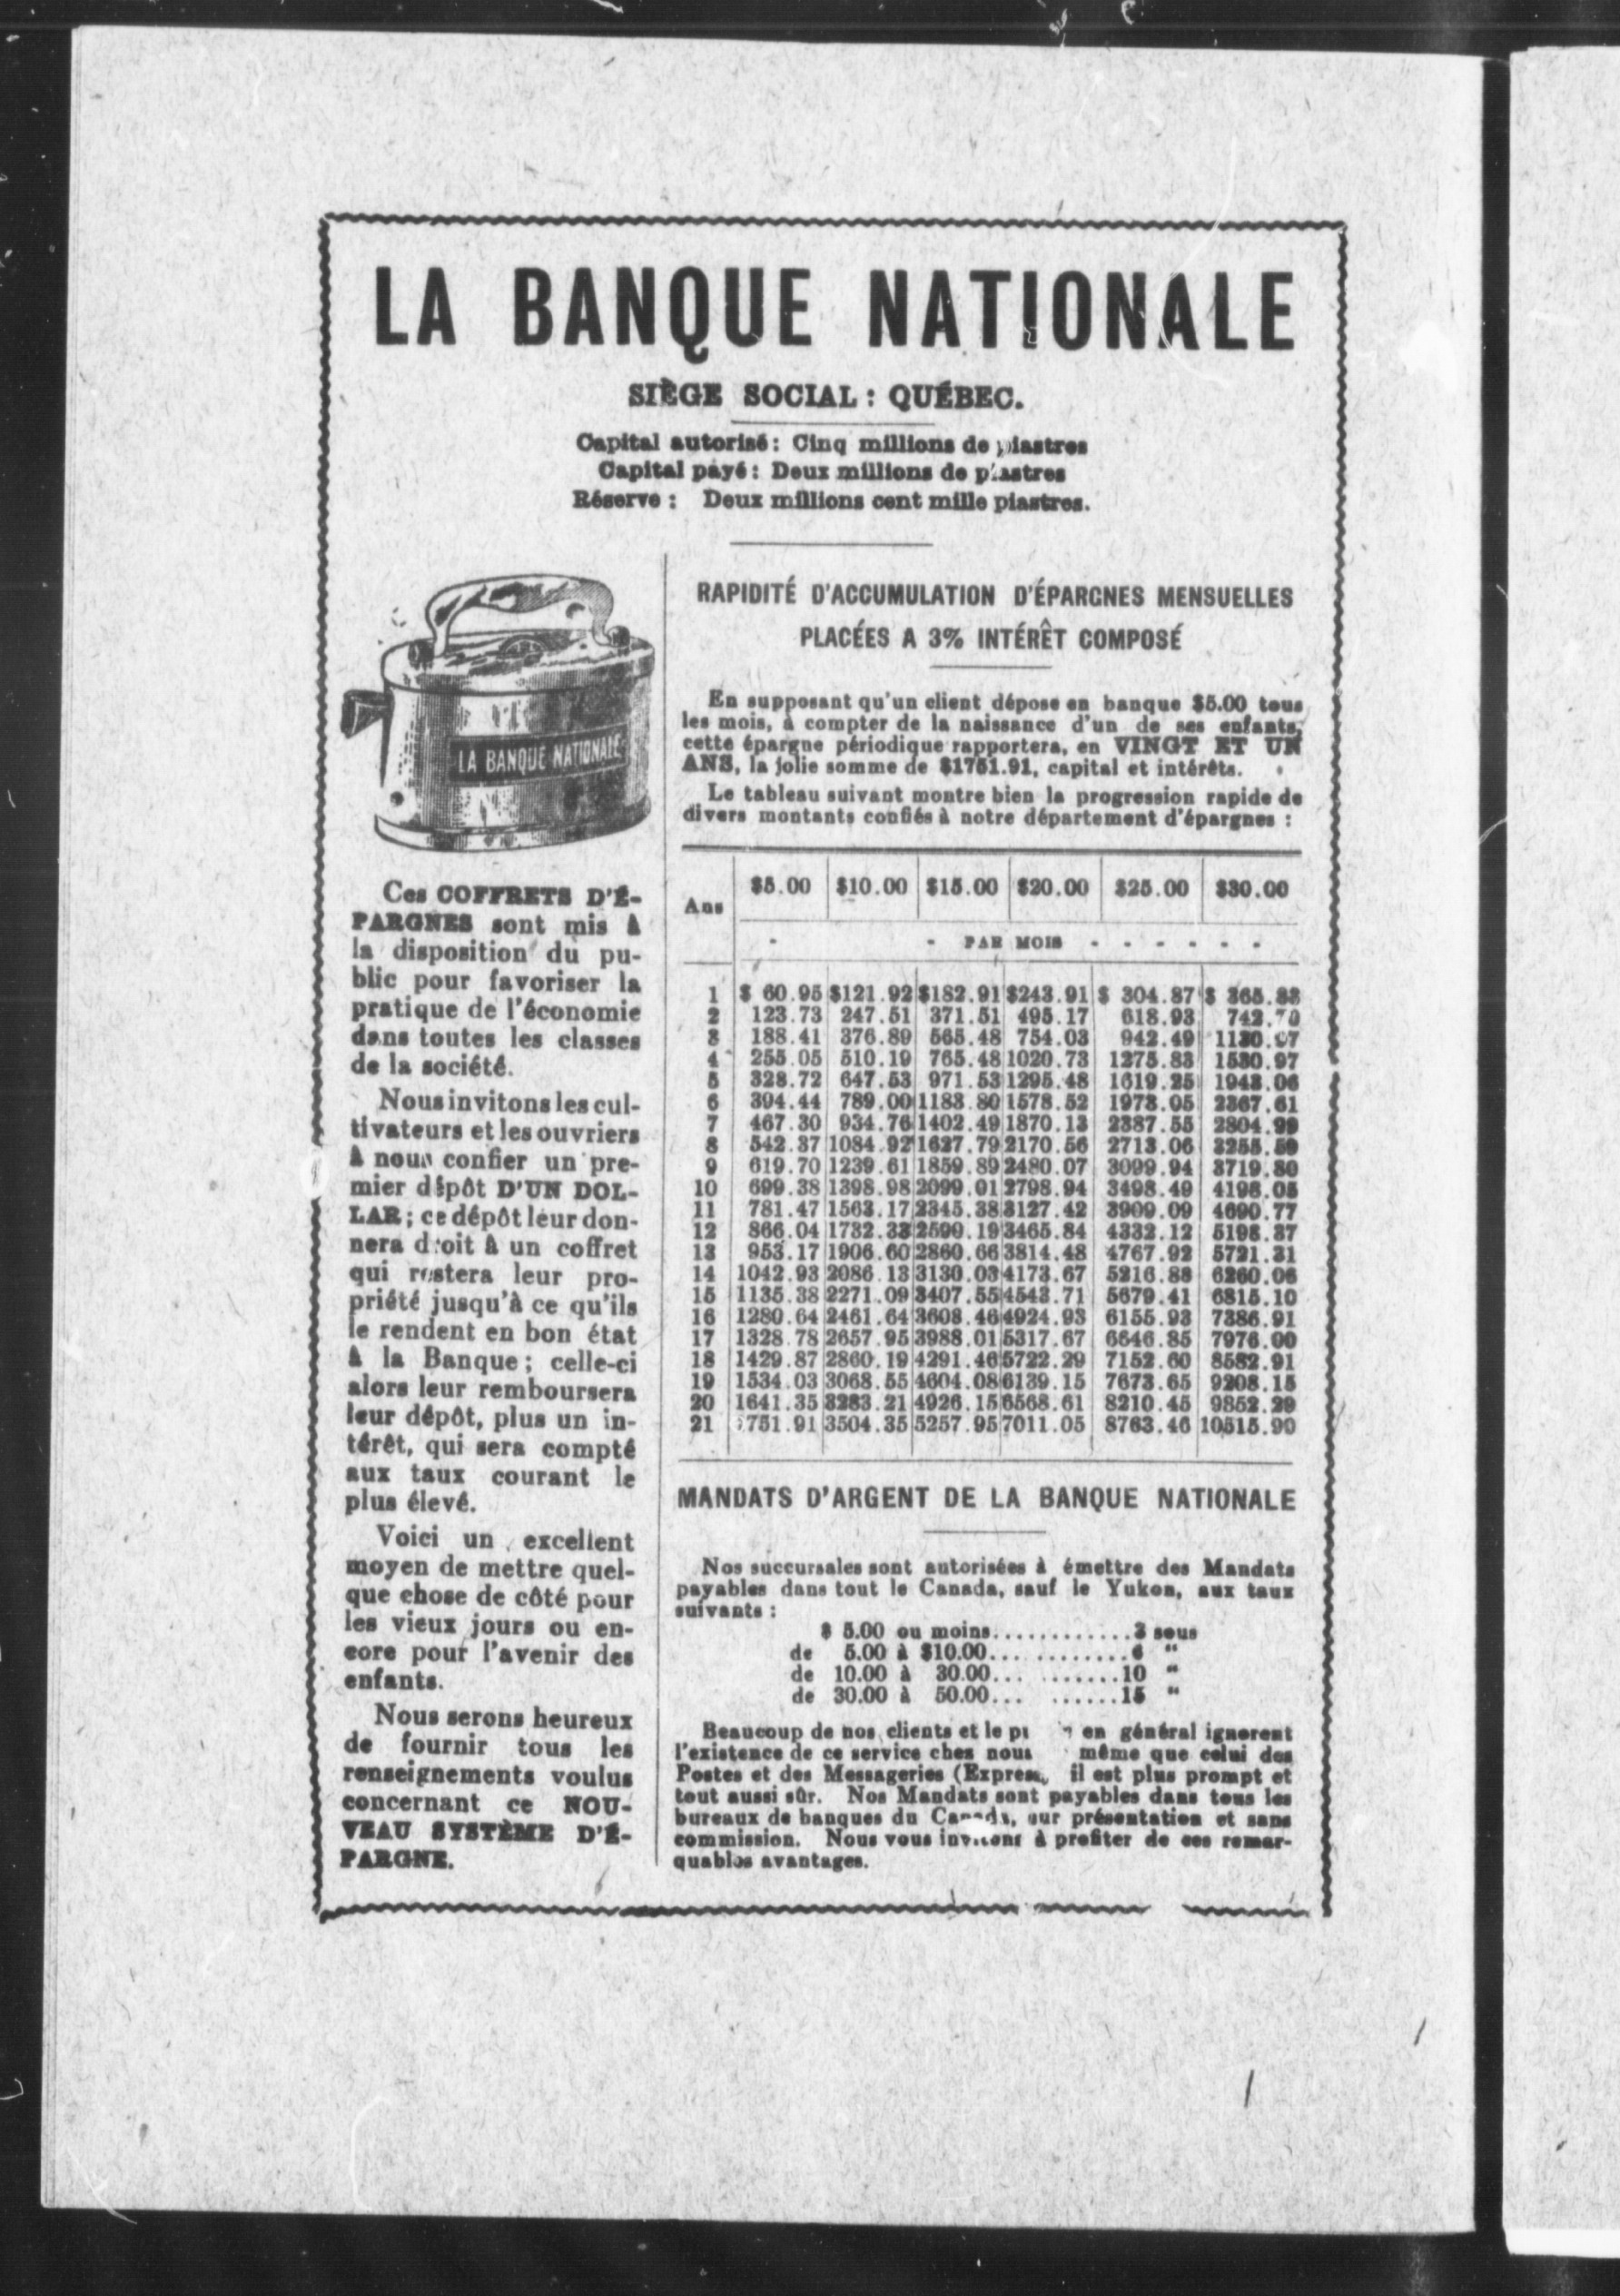 LA BANQUE NATIONALE
SIÈGE SOCIAL : QUÉBEC.
Capital autorisé : Cinq millions de piastres
Capital payé : Deux millions de piastres
Réserve : Deux millions cent mille piastres.
LA BANQUE NATIONALE
Ces COFFRETS D'É-
PARGNES sont mis à
la disposition du pu-
blic pour favoriser la
pratique de l'économie
dans toutes les classes
de la société.
Nous invitons les cul-
tivateurs et les ouvriers
à nous confier un pre-
mier dépôt D'UN DOL-
LAR ; ce dépôt leur don-
nera droit à un coffret
qui restera leur pro-
priété jusqu'à ce qu'ils
le rendent en bon état
à la Banque ; celle-ci
alors leur remboursera
leur dépôt, plus un in-
térêt, qui sera compté
aux taux courant le
plus élevé.
Voici un excellent
moyen de mettre quel-
que chose de côté pour
les vieux jours ou en-
core pour l'avenir des
enfants.
Nous serons heureux
de fournir tous les
renseignements voulus
concernant ce NOU-
VEAU SYSTÈME D'É-
PARGNE.
RAPIDITÉ D'ACCUMULATION D'ÉPARGNES MENSUELLES
PLACÉES A 3% INTÉRÊT COMPOSÉ
En supposant qu'un client dépose en banque $5.00 tous
les mois, à compter de la naissance d'un de ses enfants,
cette épargne périodique rapportera, en VINGT ET UN
ANS, la jolie somme de $1751.91, capital et intérêts.
Le tableau suivant montre bien la progression rapide de
divers montants confiés à notre département d'épargnes :
Ans $5.00 $10.00 $15.00 $20.00 $25.00 $30.00
- - PAR MOIS - - - - - -
1 $ 60.95 $121.92 $182.91 $243.91 $ 304.87 $ 365.88
2 123.73 247.51 371.51 495.17 618.93 742.70
3 188.41 376.89 565.48 754.03 942.49 1130.97
4 255.05 510.19 765.48 1020.73 1275.83 1530.97
5 328.72 647.53 971.53 1295.48 1619.25 1943.06
6 394.44 789.00 1183.80 1578.52 1973.05 2367.61
7 467.30 934.76 1402.49 1870.13 2337.55 2804.99
8 542.37 1084.92 1627.79 2170.56 2713.06 3255.59
9 619.70 1239.61 1859.89 2480.07 3099.94 3719.80
10 699.38 1398.98 2099.01 2798.94 3498.49 4198.05
11 781.47 1563.17 2345.38 3127.42 3909.09 4690.77
12 866.04 1732.33 2599.19 3465.84 4332.12 5198.37
13 953.17 1906.60 2860.66 3814.48 4767.92 5721.31
14 1042.93 2086.13 3130.03 4173.67 5216.88 6260.06
15 1135.38 2271.09 3407.55 4543.71 5679.41 6815.10
16 1280.64 2461.64 3608.46 4924.93 6155.93 7386.91
17 1328.78 2657.95 3988.01 5317.67 6646.85 7976.00
18 1429.87 2860.19 4291.46 5722.29 7152.60 8582.91
19 1534.03 3068.55 4604.08 6139.15 7673.65 9208.15
20 1641.35 3283.21 4926.15 6568.61 8210.45 9852.29
21 1751.91 3504.35 5257.95 7011.05 8763.46 10515.90
MANDATS D'ARGENT DE LA BANQUE NATIONALE
Nos succursales sont autorisées à émettre des Mandats
payables dans tout le Canada, sauf le Yukon, aux taux
suivants :
$ 5.00 ou moins............3 sous
de 5.00 à $10.00............6 "
de 10.00 à 30.00... .......10 "
de 30.00 à 50.00... ......15 "
Beaucoup de nos clients et le en général ignorent
l'existence de ce service chez nous même que celui des
Postes et des Messageries (Express, il est plus prompt et
tout aussi sûr. Nos Mandats sont payables dans tous les
bureaux de banques du Canada, sur présentation et sans
commission. Nous vous invitons à profiter de ces remar-
quables avantages.